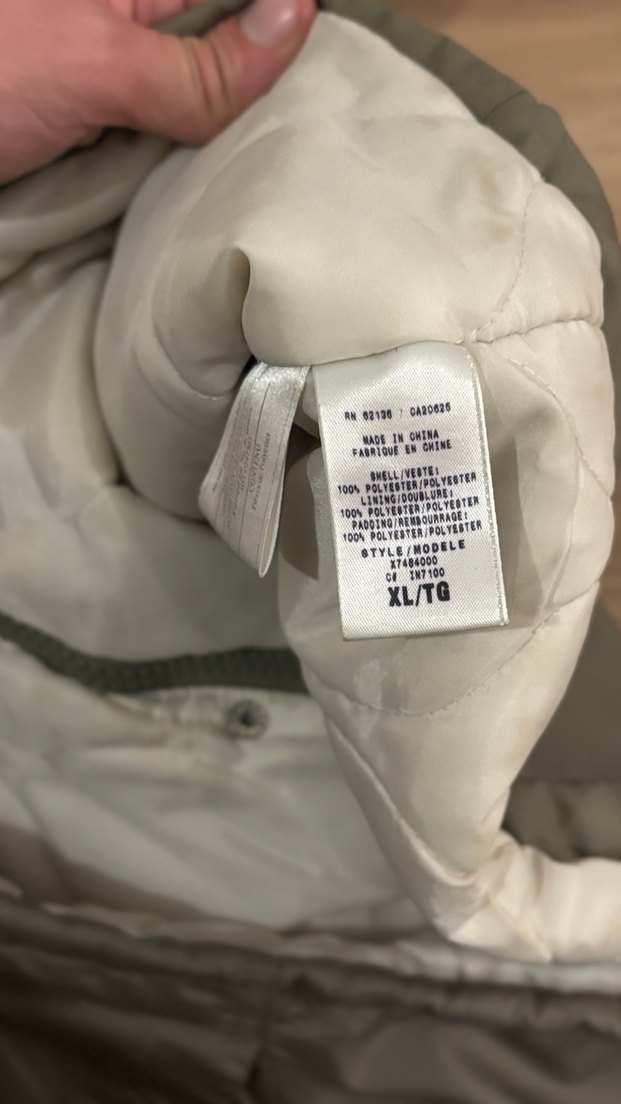 RN 62136 / CA20625
MADE IN CHINA
FABRIQUE EN CHINE
SHELL/VESTE:
100% POLYESTER/POLYESTER
LINING/DOUBLURE:
100% POLYESTER/POLYESTER
PADDING/REMBOURRAGE:
100% POLYESTER/POLYESTER
STYLE/MODELE
X7484000
C# IN7100
XL/TG